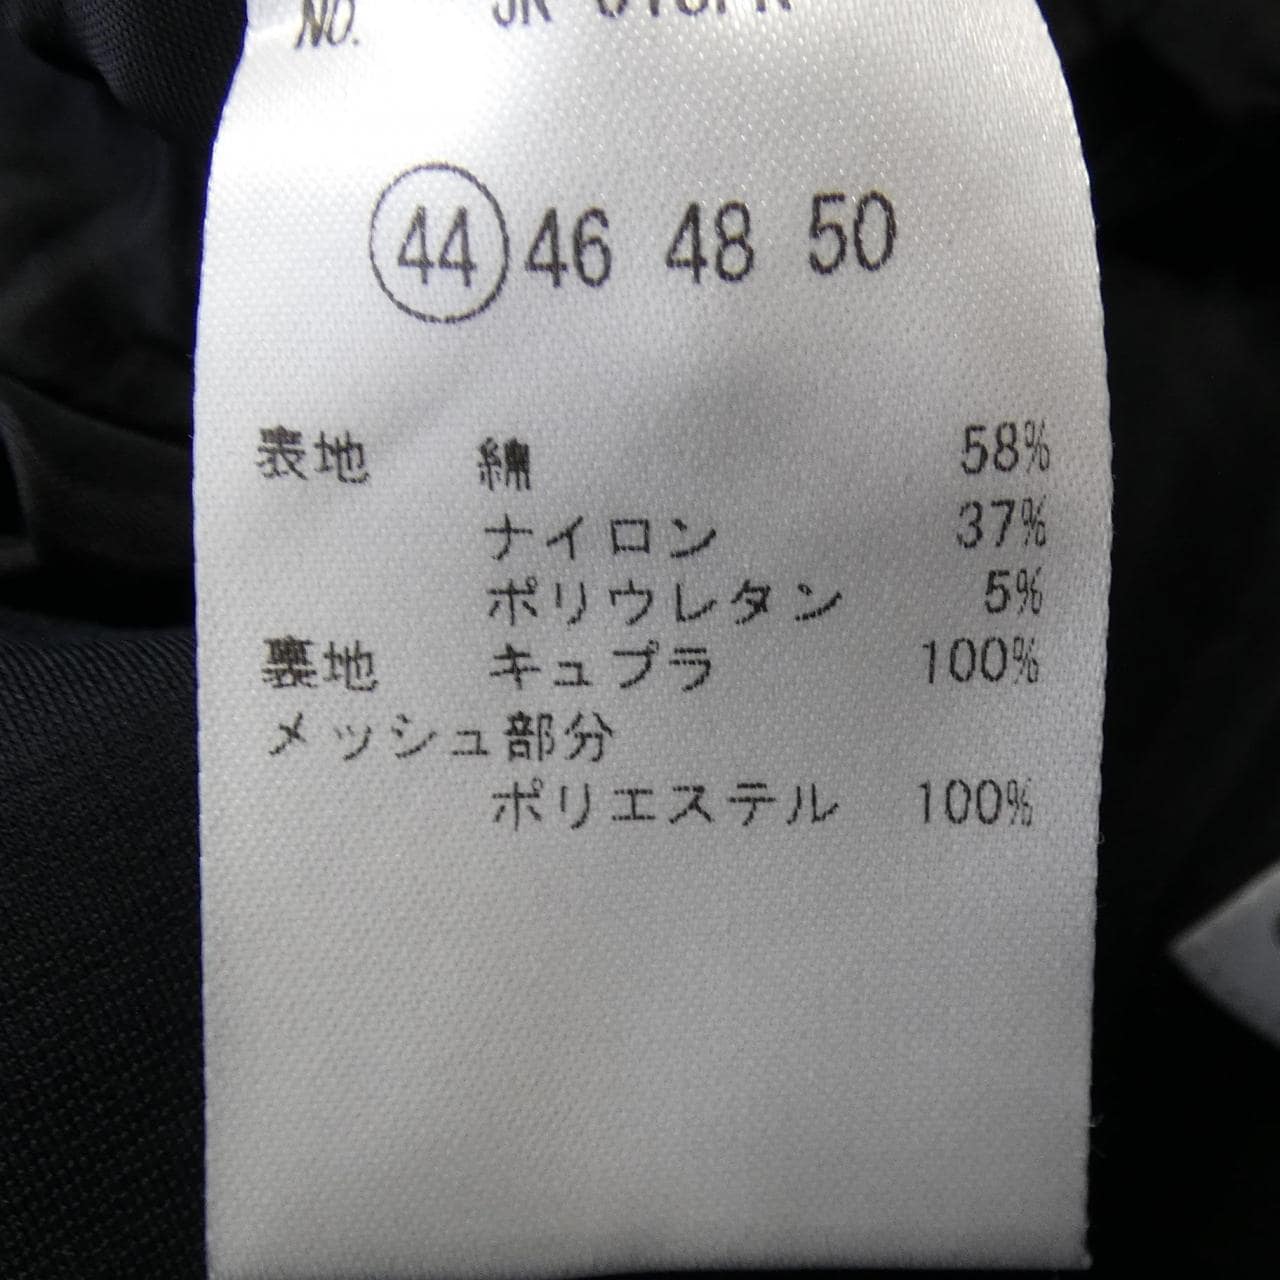 NO.
44 46 48 50
表地 綿 58%
ナイロン 37%
ポリウレタン 5%
裏地 キュプラ 100%
メッシュ部分
ポリエステル 100%